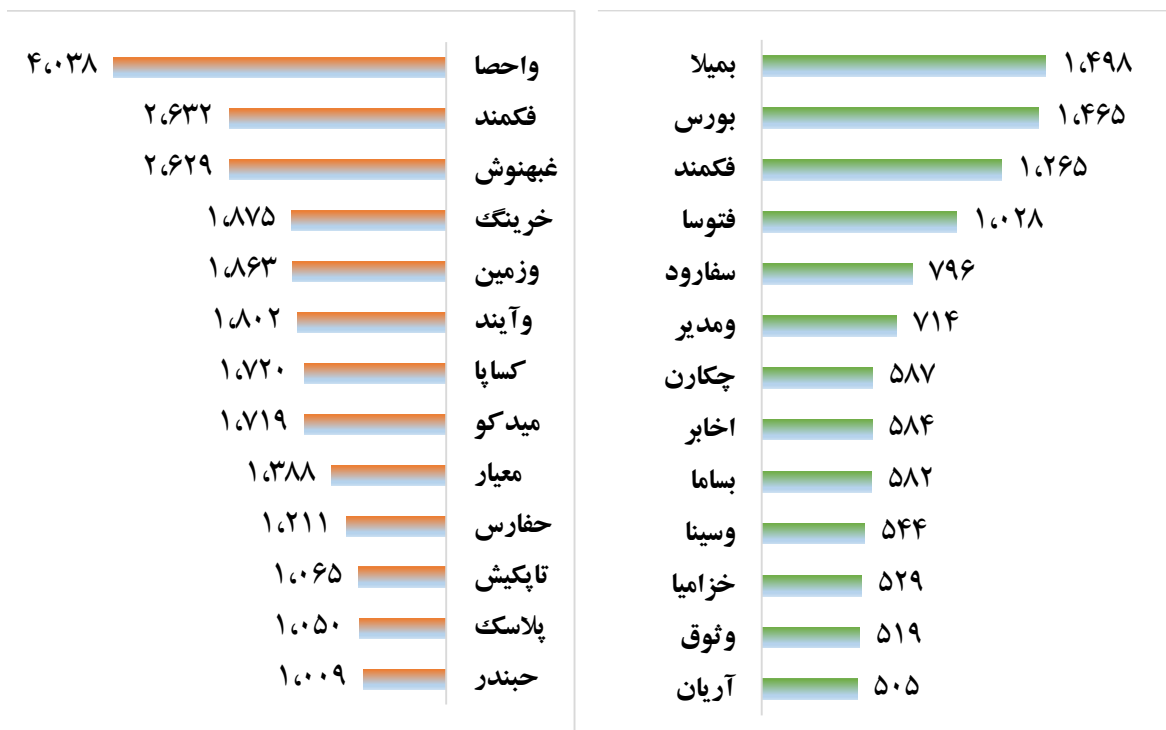 بمیلا ۱،۴۹۸
بورس ۱،۴۶۵
فکمند ۱،۲۶۵
فتوسا ۱،۰۲۸
سفارود ۷۹۶
ومدیر ۷۱۴
چکارن ۵۸۷
اخابر ۵۸۴
بساما ۵۸۲
وسینا ۵۴۴
خزامیا ۵۲۹
وثوق ۵۱۹
آریان ۵۰۵
واحصا ۴،۰۳۸
فکمند ۲،۶۳۲
غبهنوش ۲،۶۲۹
خرینگ ۱،۸۷۵
وزمین ۱،۸۶۳
وآیند ۱،۸۰۲
کساپا ۱،۷۲۰
میدکو ۱،۷۱۹
معیار ۱،۳۸۸
حفارس ۱،۲۱۱
تاپکیش ۱،۰۶۵
پلاسک ۱،۰۵۰
حبندر ۱،۰۰۹